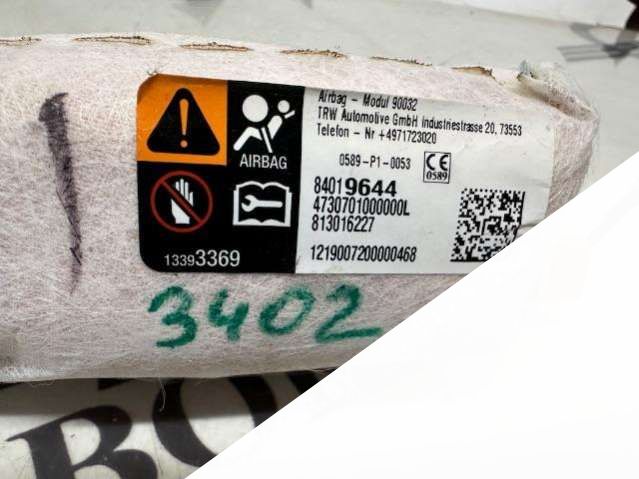 Airbag - Modul 90032
TRW Automotive GmbH Industriestrasse 20, 73553
Telefon - Nr +4971723020
AIRBAG
0589-P1-0053
CE
0589
84019644
4730701000000L
813016227
13393369
1219007200000468
3402